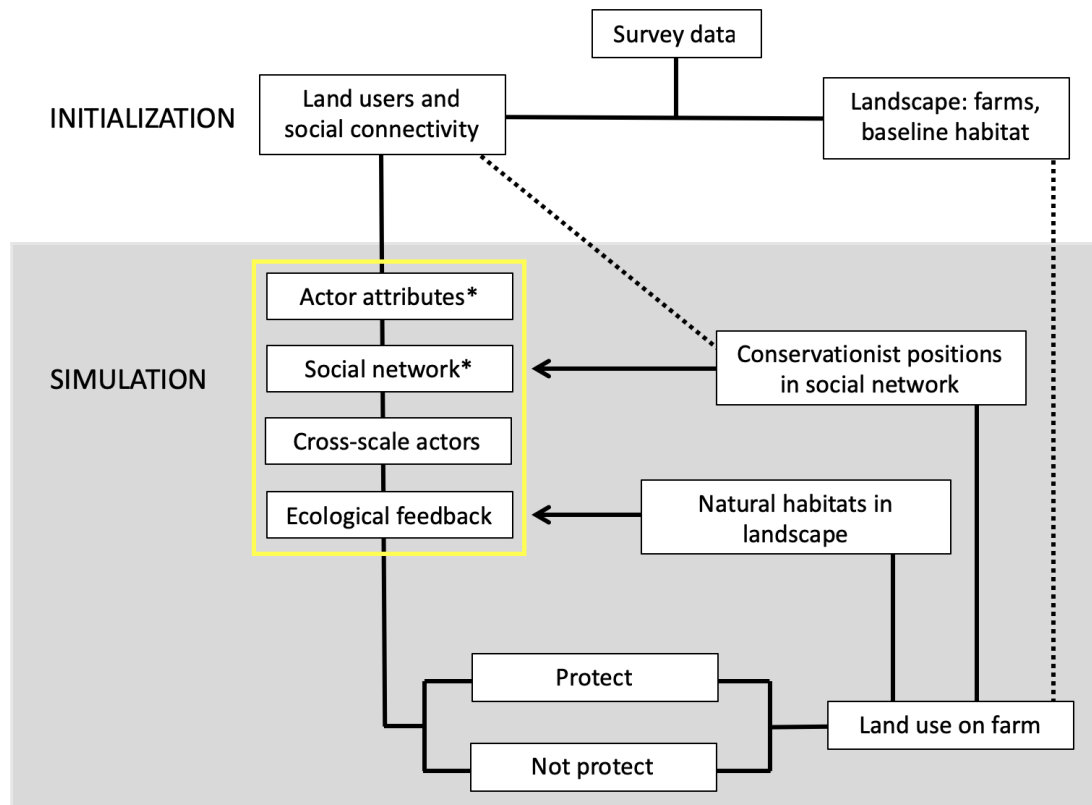 Survey data
INITIALIZATION
Land users and
social connectivity
Landscape: farms,
baseline habitat
SIMULATION
Actor attributes*
Social network*
Cross-scale actors
Ecological feedback
Conservationist positions
in social network
Natural habitats in
landscape
Protect
Not protect
Land use on farm